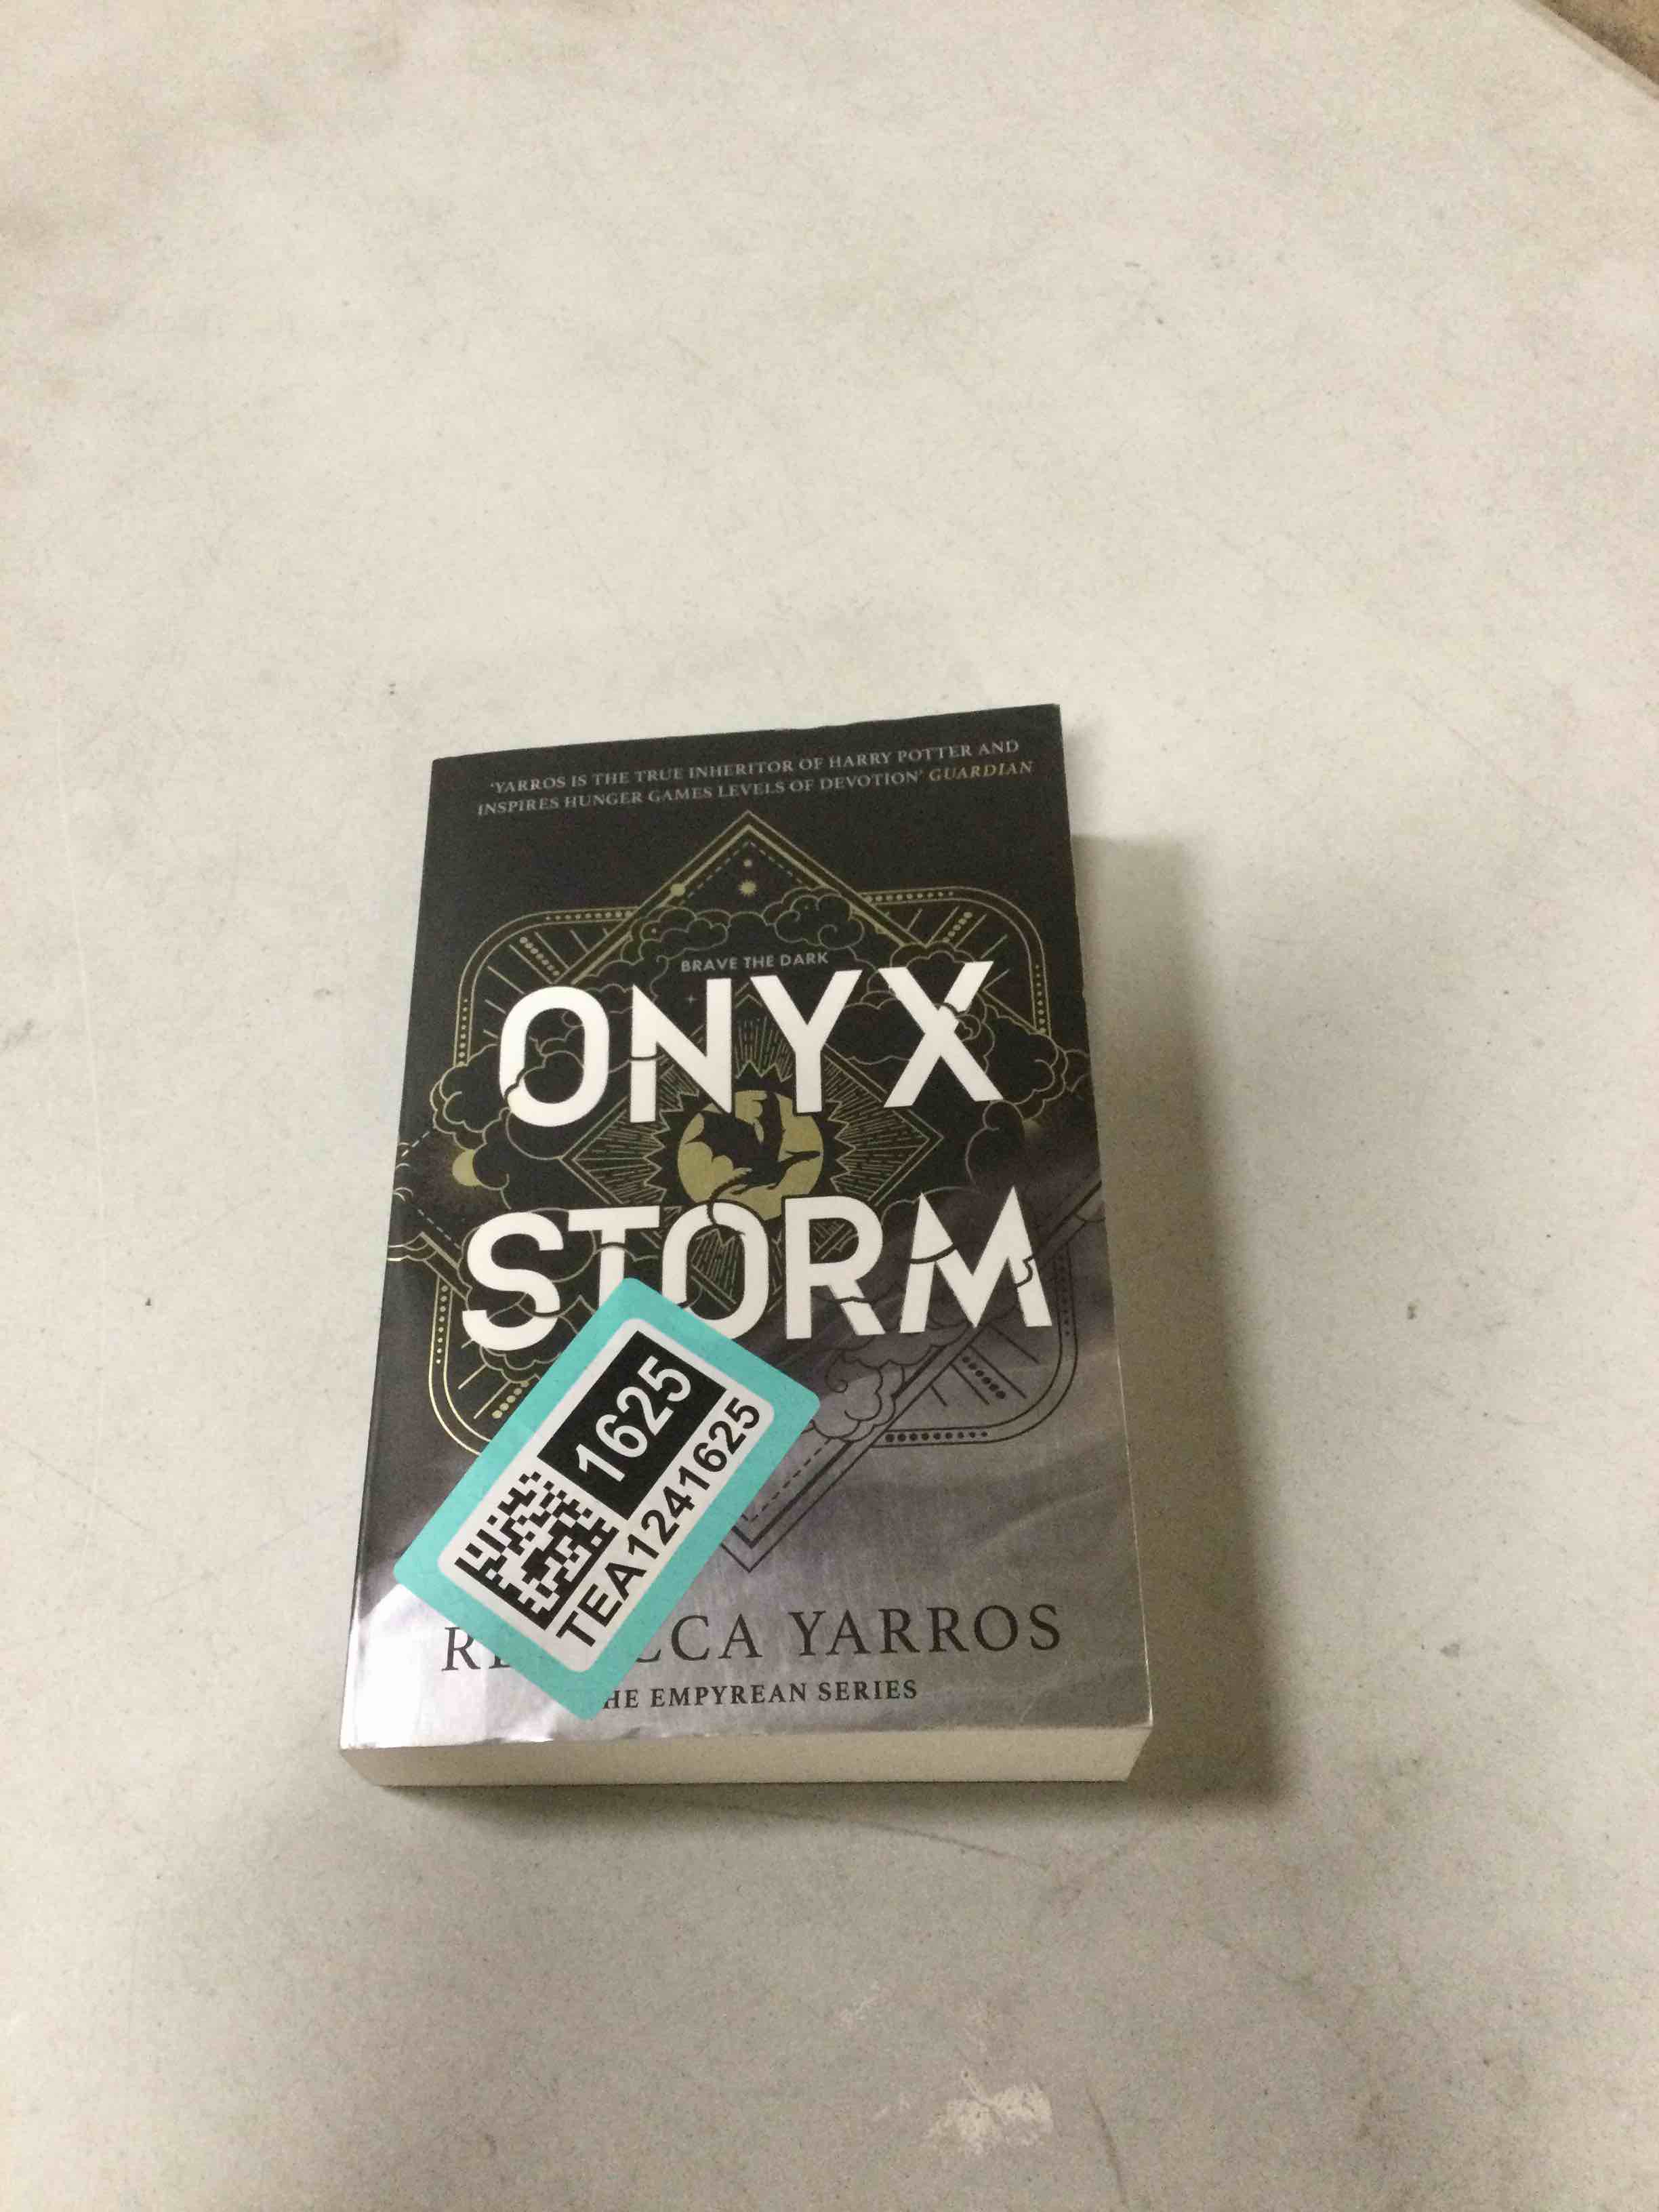 'YARROS IS THE TRUE INHERITOR OF HARRY POTTER AND
INSPIRES HUNGER GAMES LEVELS OF DEVOTION' GUARDIAN
BRAVE THE DARK
ONYX
STORM
1625
TEA1241625
YARROS
EMPYREAN SERIES